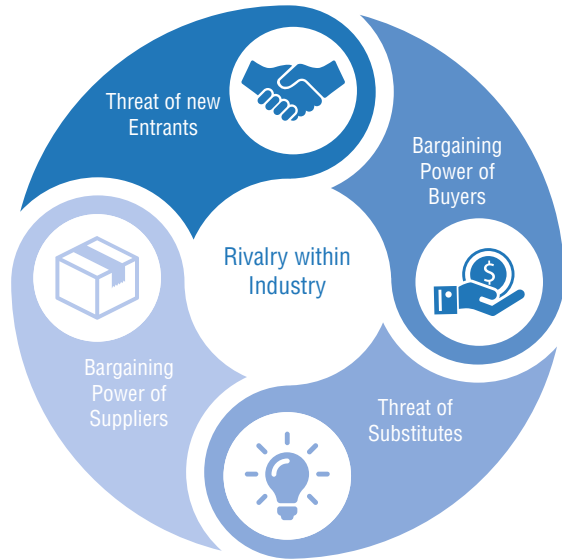 Threat of new
Entrants
Bargaining
Power of
Buyers
$
Rivalry within
Industry
Bargaining
Power of
Suppliers
Threat of
Substitutes